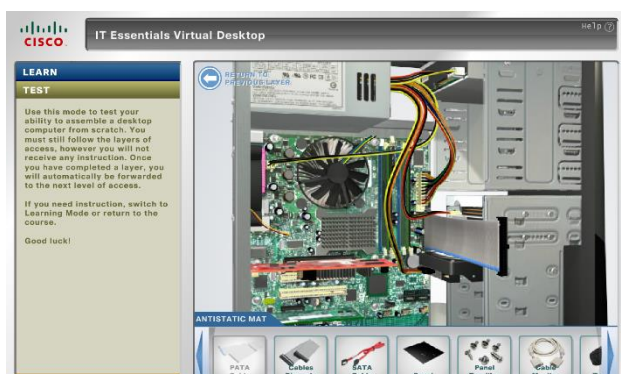 CISCO
IT Essentials Virtual Desktop
Help ?
LEARN
TEST
Use this mode to test your
ability to assemble a desktop
computer from scratch. You
must still follow the layers of
access, however you will not
receive any instruction. Once
you have completed a layer, you
will automatically be forwarded
to the next level of access.
If you need instruction, switch to
Learning Mode or return to the
course.
Good luck!
RETURN TO
PREVIOUS LAYER
ANTISTATIC MAT
PATA
Cables
SATA
Panel
Cable